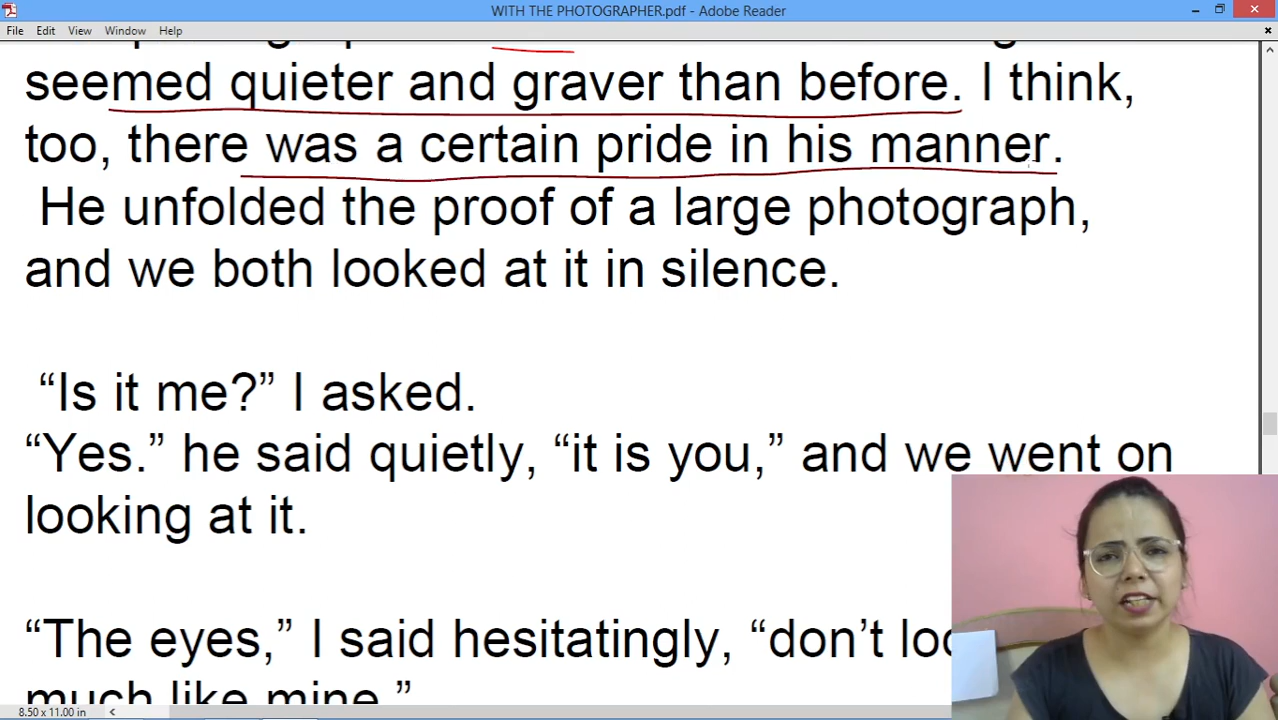 WITH THE PHOTOGRAPHER.pdf - Adobe Reader
File Edit View Window Help
seemed quieter and graver than before. I think,
too, there was a certain pride in his manner.
He unfolded the proof of a large photograph,
and we both looked at it in silence.
“Is it me?” I asked.
“Yes.” he said quietly, “it is you,” and we went on
looking at it.
“The eyes,” I said hesitatingly, “don’t
much like mine.”
8.50 x 11.00 in